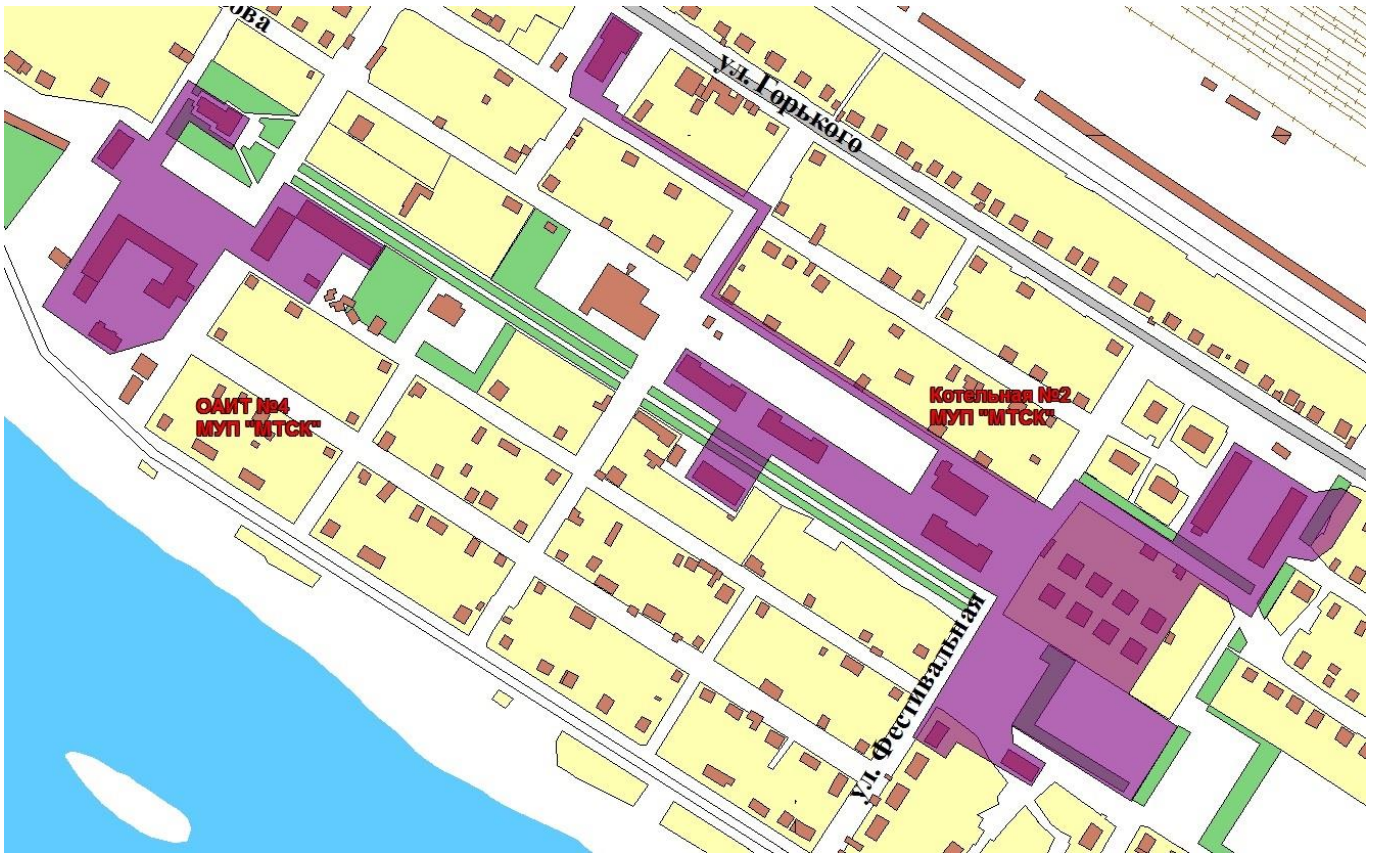 ова
ул. Горького
Котельная №2
МУП "МТСК"
ОАИТ №4
МУП "МТСК"
ул. Фестивальная